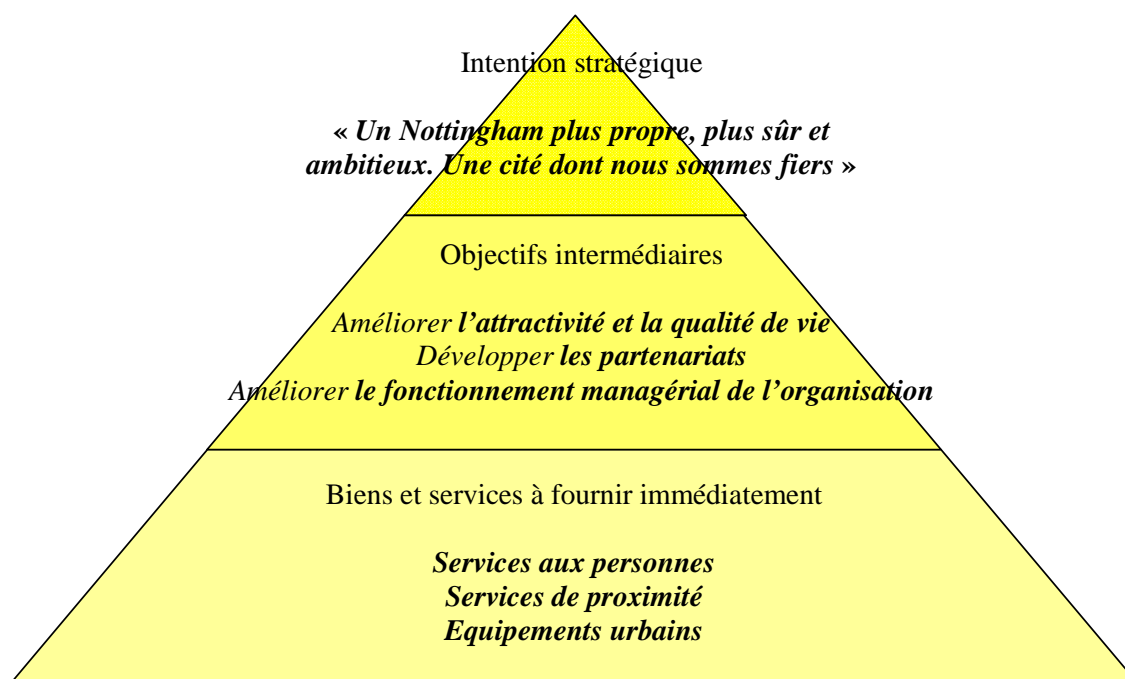 Intention stratégique
« Un Nottingham plus propre, plus sûr et
ambitieux. Une cité dont nous sommes fiers »
Objectifs intermédiaires
Améliorer l’attractivité et la qualité de vie
Développer les partenariats
Améliorer le fonctionnement managérial de l’organisation
Biens et services à fournir immédiatement
Services aux personnes
Services de proximité
Equipements urbains